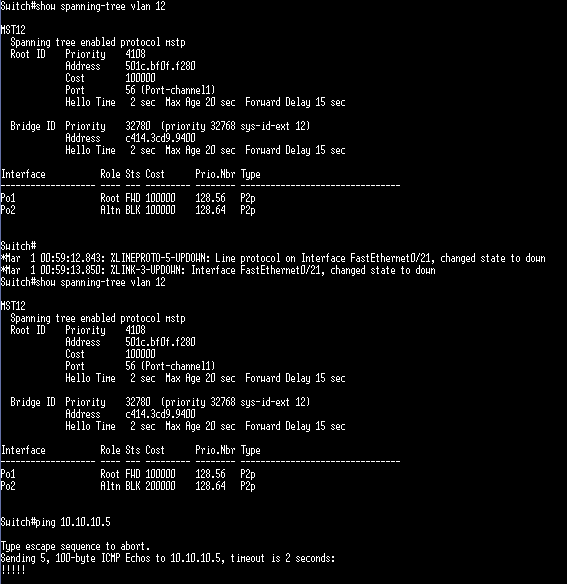 Switch#show spanning-tree vlan 12
MST12
Spanning tree enabled protocol mstp
Root ID Priority 4108
Address 501c.bf0f.f280
Cost 100000
Port 56 (Port-channel1)
Hello Time 2 sec Max Age 20 sec Forward Delay 15 sec
Bridge ID Priority 32780 (priority 32768 sys-id-ext 12)
Address c414.3cd9.9400
Hello Time 2 sec Max Age 20 sec Forward Delay 15 sec
Interface Role Sts Cost Prio.Nbr Type
------------------- ---- --- --------- -------- --------------------------------
Po1 Root FWD 100000 128.56 P2p
Po2 Altn BLK 100000 128.64 P2p
Switch#
*Mar 1 00:59:12.843: %LINEPROTO-5-UPDOWN: Line protocol on Interface FastEthernet0/21, changed state to down
*Mar 1 00:59:13.850: %LINK-3-UPDOWN: Interface FastEthernet0/21, changed state to down
Switch#show spanning-tree vlan 12
MST12
Spanning tree enabled protocol mstp
Root ID Priority 4108
Address 501c.bf0f.f280
Cost 100000
Port 56 (Port-channel1)
Hello Time 2 sec Max Age 20 sec Forward Delay 15 sec
Bridge ID Priority 32780 (priority 32768 sys-id-ext 12)
Address c414.3cd9.9400
Hello Time 2 sec Max Age 20 sec Forward Delay 15 sec
Interface Role Sts Cost Prio.Nbr Type
------------------- ---- --- --------- -------- --------------------------------
Po1 Root FWD 100000 128.56 P2p
Po2 Altn BLK 200000 128.64 P2p
Switch#ping 10.10.10.5
Type escape sequence to abort.
Sending 5, 100-byte ICMP Echos to 10.10.10.5, timeout is 2 seconds:
!!!!!